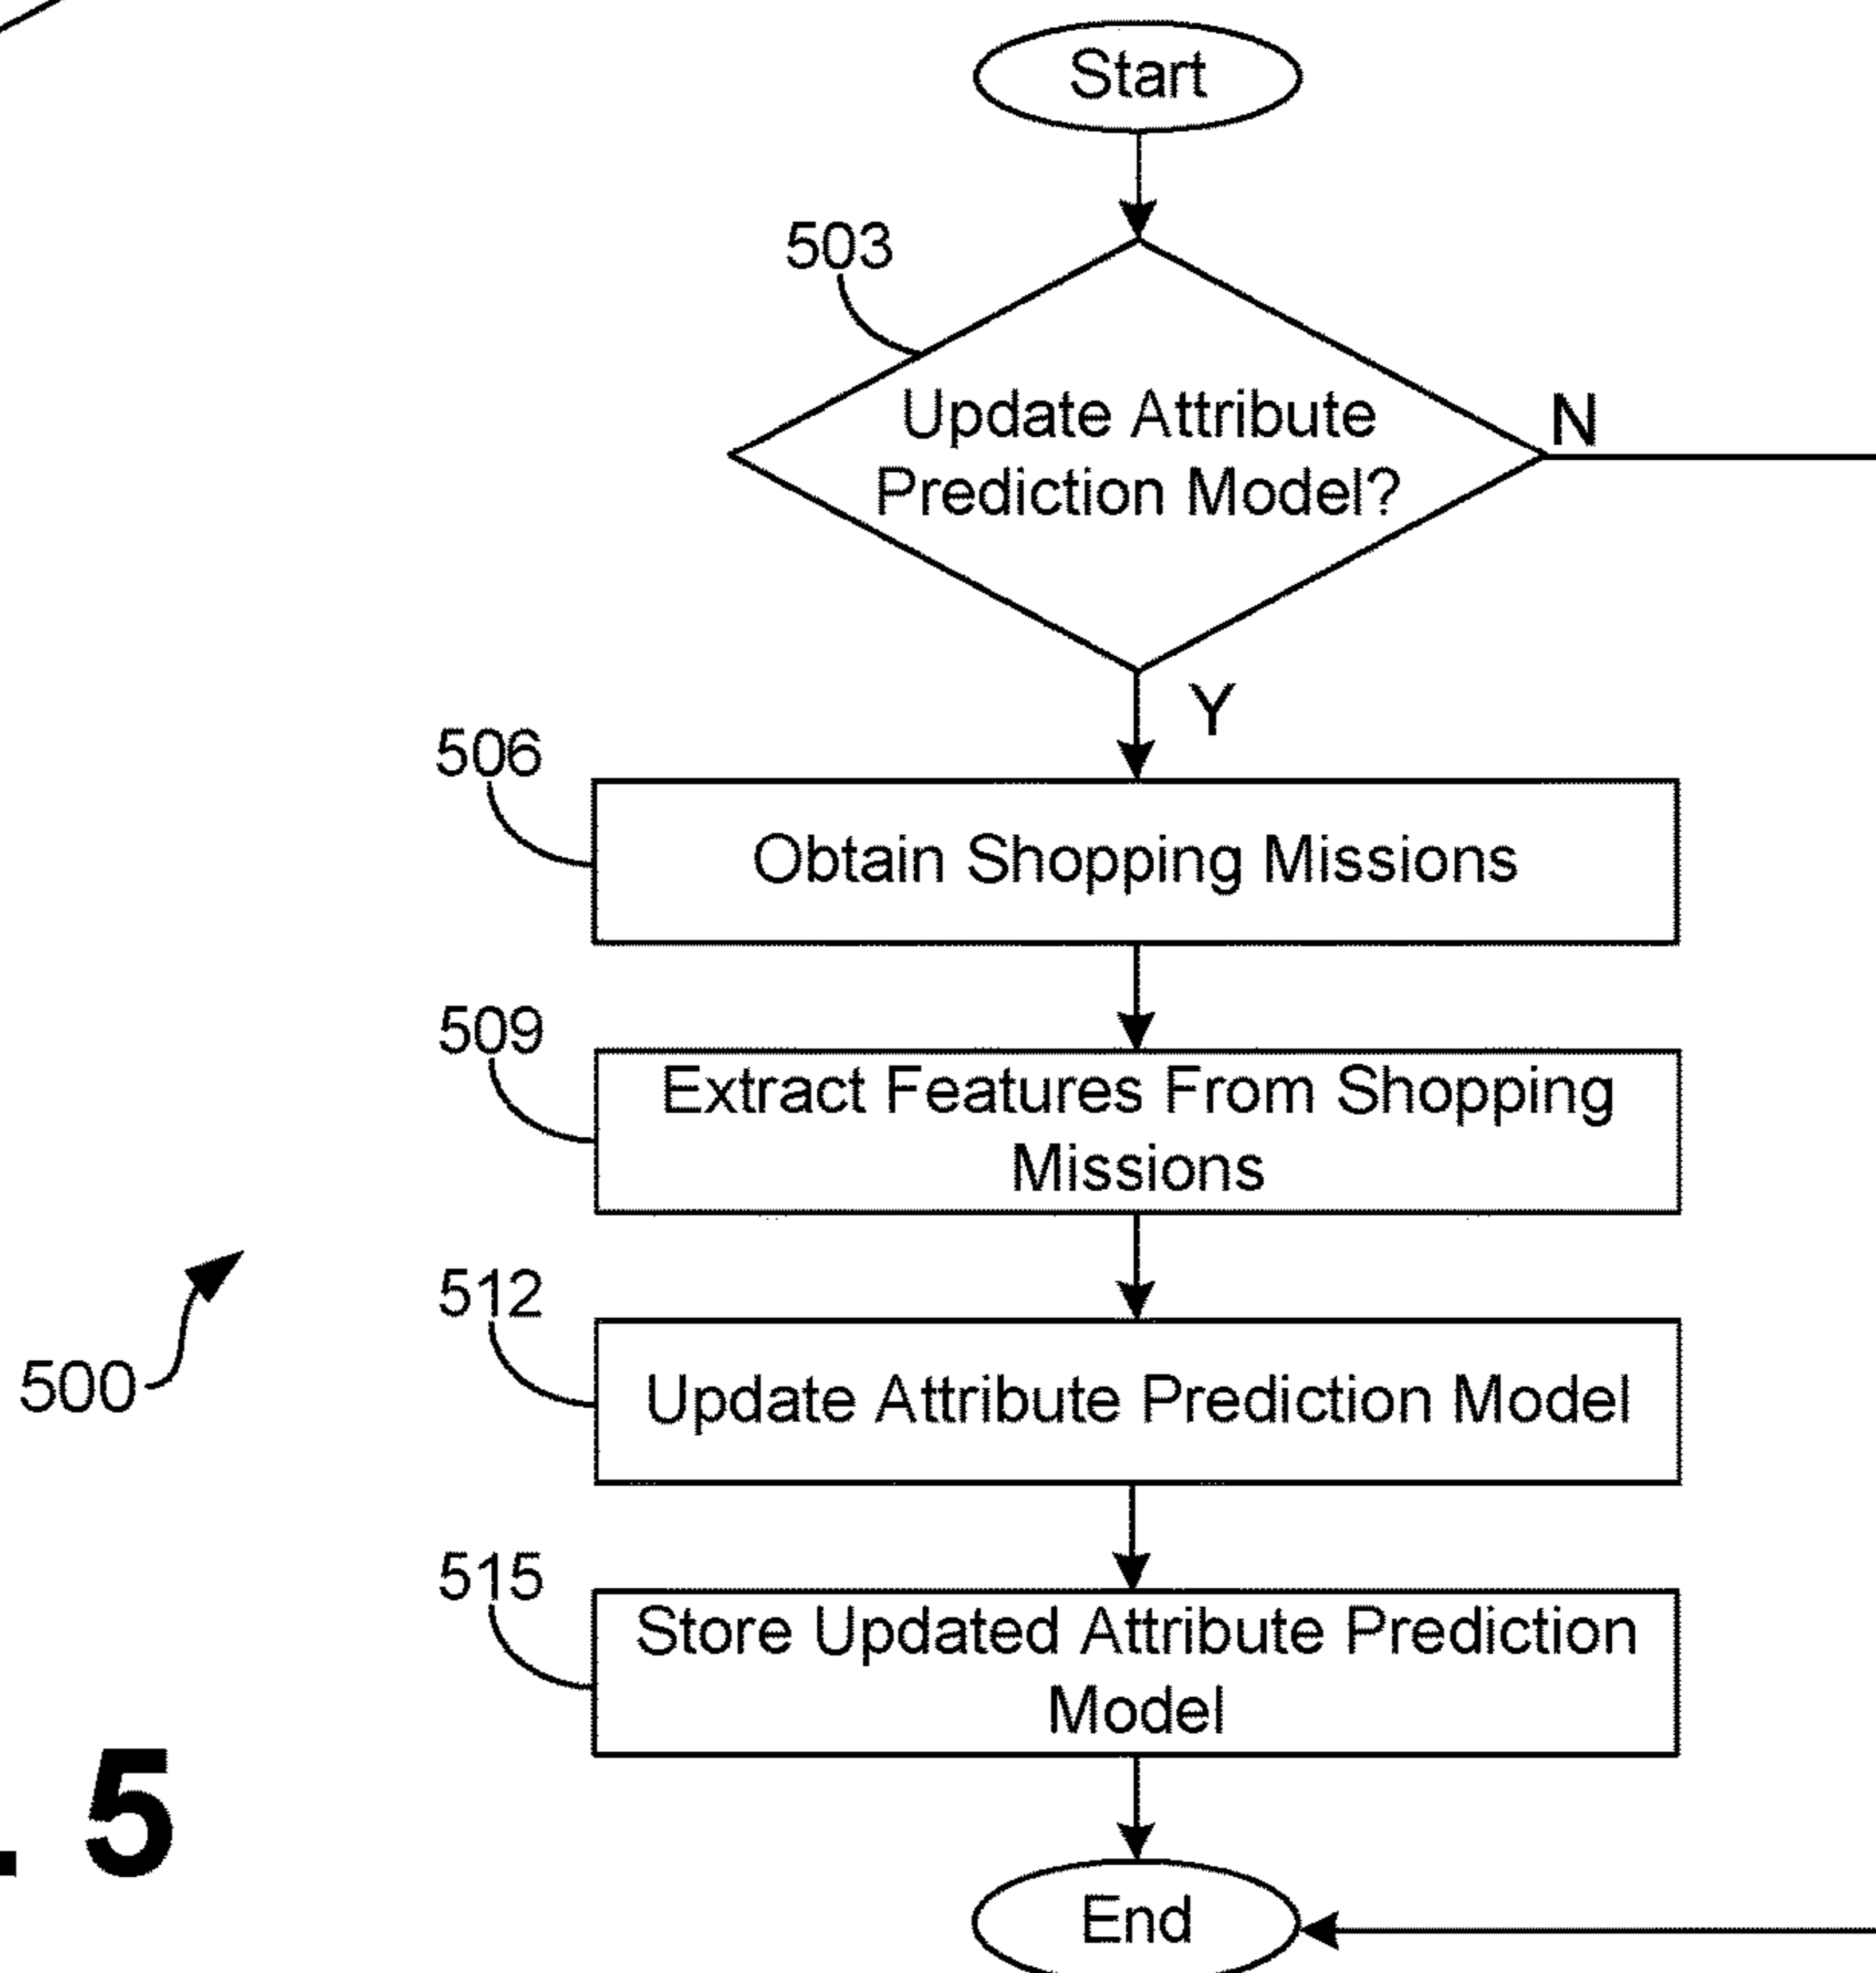 Start
503
Update Attribute
Prediction Model?
N
Y
506
Obtain Shopping Missions
509
Extract Features From Shopping
Missions
512
Update Attribute Prediction Model
500
515
Store Updated Attribute Prediction
Model
. 5
End